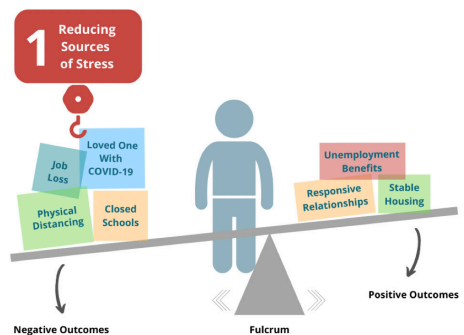 1
Reducing
Sources
of Stress
Job
Loss
Loved One
With
COVID-19
Physical
Distancing
Closed
Schools
Unemployment
Benefits
Responsive
Relationships
Stable
Housing
Negative Outcomes
Fulcrum
Positive Outcomes